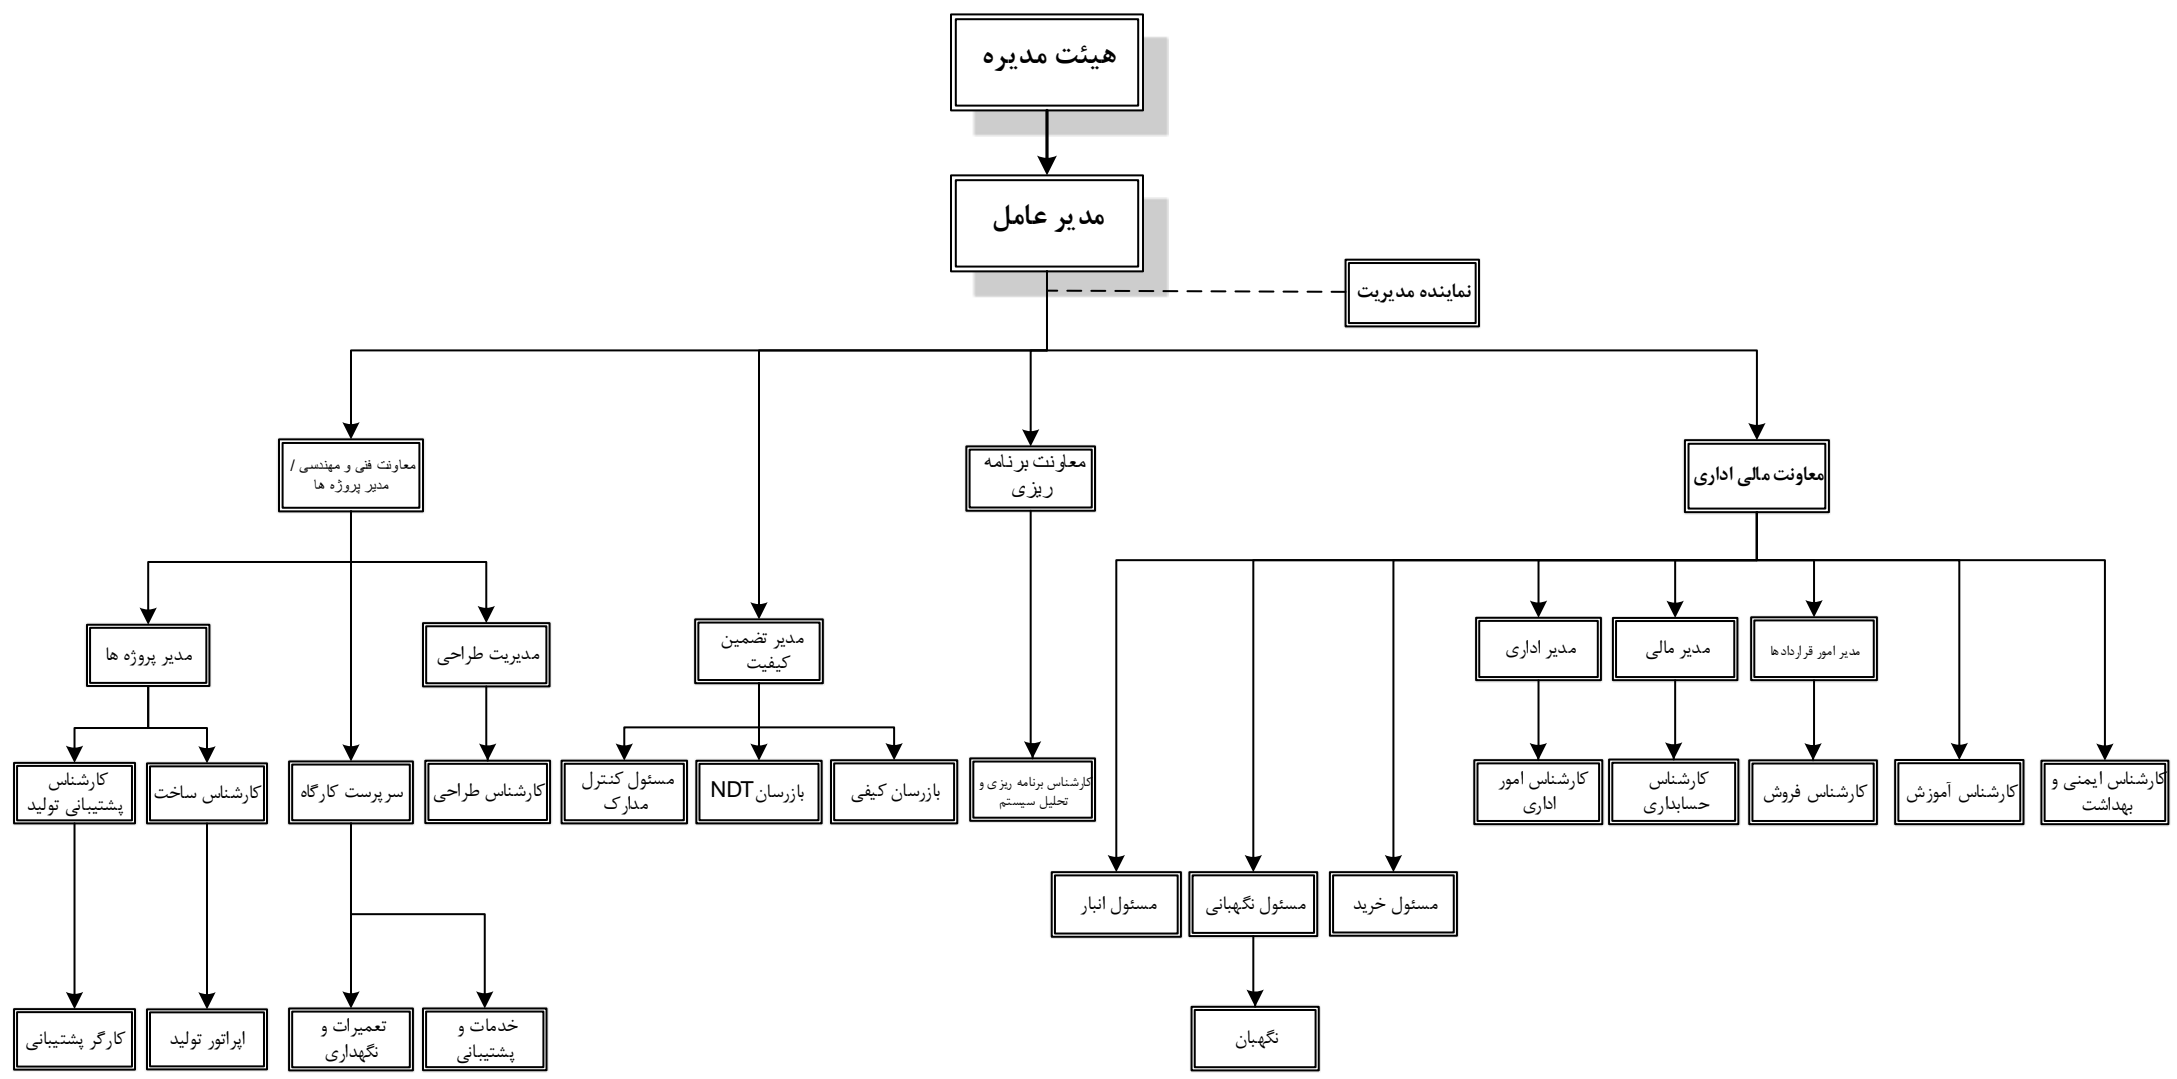 هیئت مدیره
مدیر عامل
نماینده مدیریت
معاونت مالی اداری
معاونت برنامه
ریزی
معاونت فنی و مهندسی /
مدیر پروژه ها
مدیر امور قراردادها
مدیر مالی
مدیر اداری
مدیر تضمین
کیفیت
مدیریت طراحی
مدیر پروژه ها
کارشناس ایمنی و
بهداشت
کارشناس آموزش
کارشناس فروش
کارشناس
حسابداری
کارشناس امور
اداری
کارشناس برنامه ریزی و
تحلیل سیستم
بازرسان کیفی
بازرسان NDT
مسئول کنترل
مدارک
کارشناس طراحی
سرپرست کارگاه
کارشناس ساخت
کارشناس
پشتیبانی تولید
مسئول خرید
مسئول نگهبانی
مسئول انبار
نگهبان
خدمات و
پشتیبانی
تعمیرات و
نگهداری
اپراتور تولید
کارگر پشتیبانی